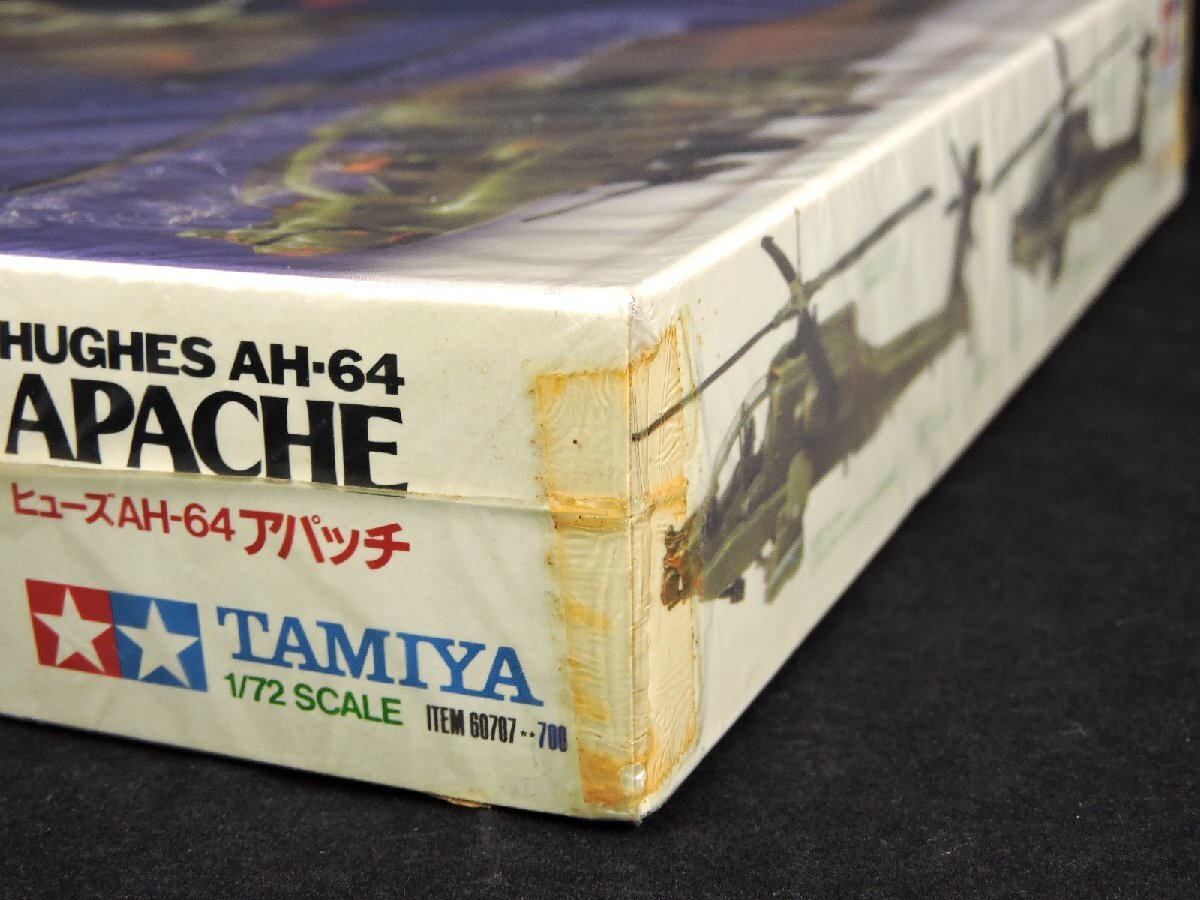 HUGHES AH-64
APACHE
ヒューズAH-64アパッチ
TAMIYA
1/72 SCALE
ITEM 60707**700